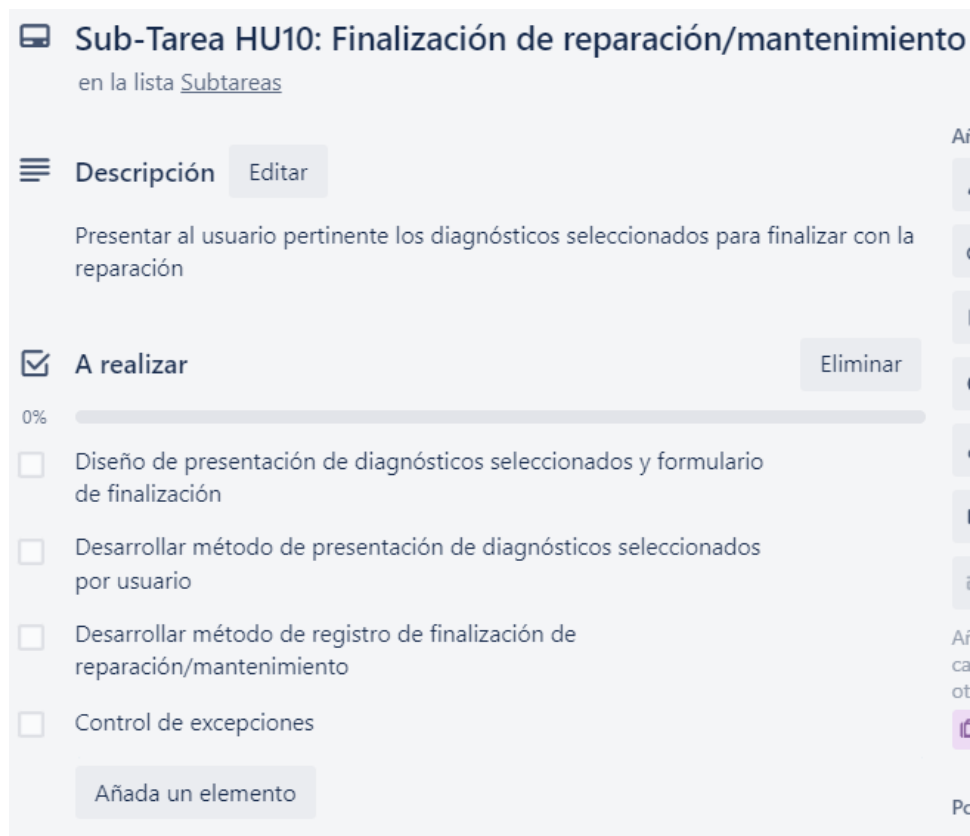 Sub-Tarea HU10: Finalización de reparación/mantenimiento
en la lista Subtareas
Descripción
Editar
Presentar al usuario pertinente los diagnósticos seleccionados para finalizar con la
reparación
A realizar
Eliminar
0%
Diseño de presentación de diagnósticos seleccionados y formulario
de finalización
Desarrollar método de presentación de diagnósticos seleccionados
por usuario
Desarrollar método de registro de finalización de
reparación/mantenimiento
Control de excepciones
Añada un elemento